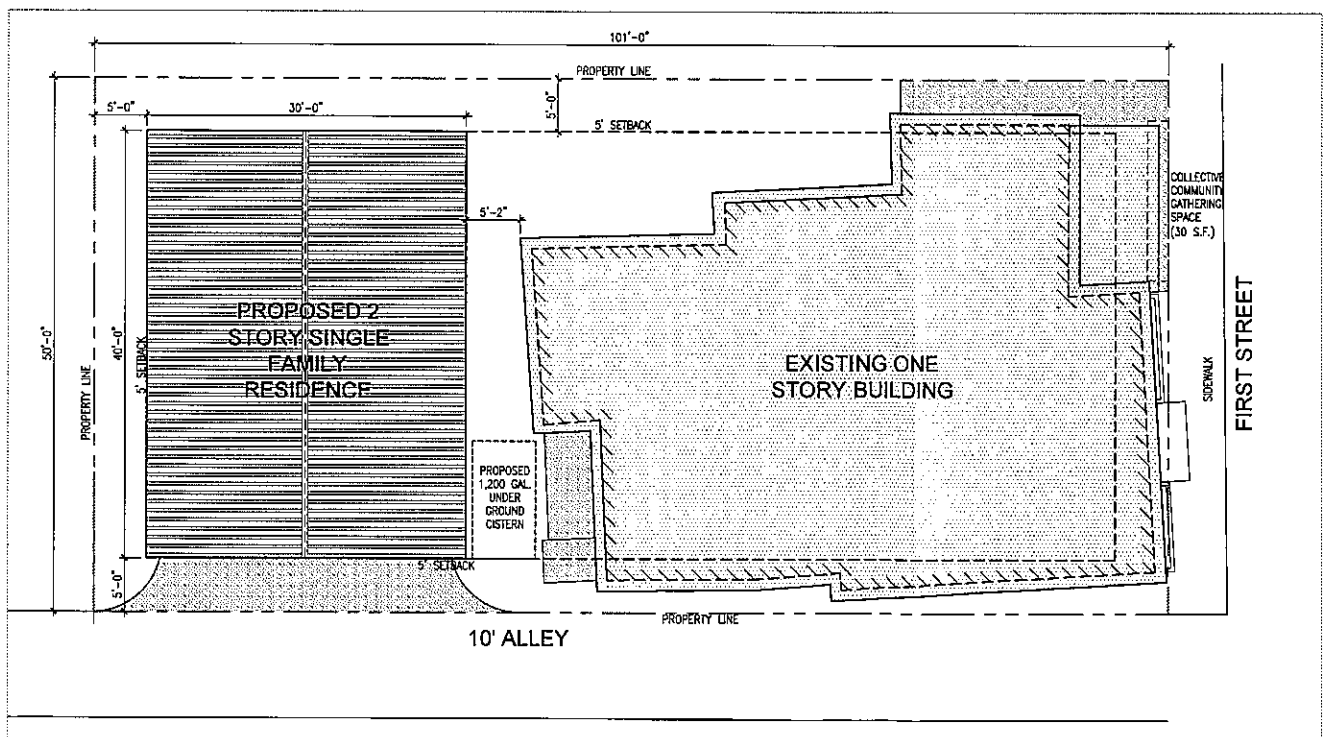 101'-0"
PROPERTY LINE
5'-0"
30'-0"
5'-0"
5' SETBACK
COLLECTIVE
COMMUNITY
GATHERING
SPACE
(30 S.F.)
5'-2"
50'-0"
PROPERTY LINE
40'-0"
5' SETBACK
PROPOSED 2
STORY SINGLE
FAMILY
RESIDENCE
EXISTING ONE
STORY BUILDING
SIDEWALK
FIRST STREET
PROPOSED
1,200 GAL.
UNDER
GROUND
CISTERN
5'-0"
5' SETBACK
PROPERTY LINE
10' ALLEY